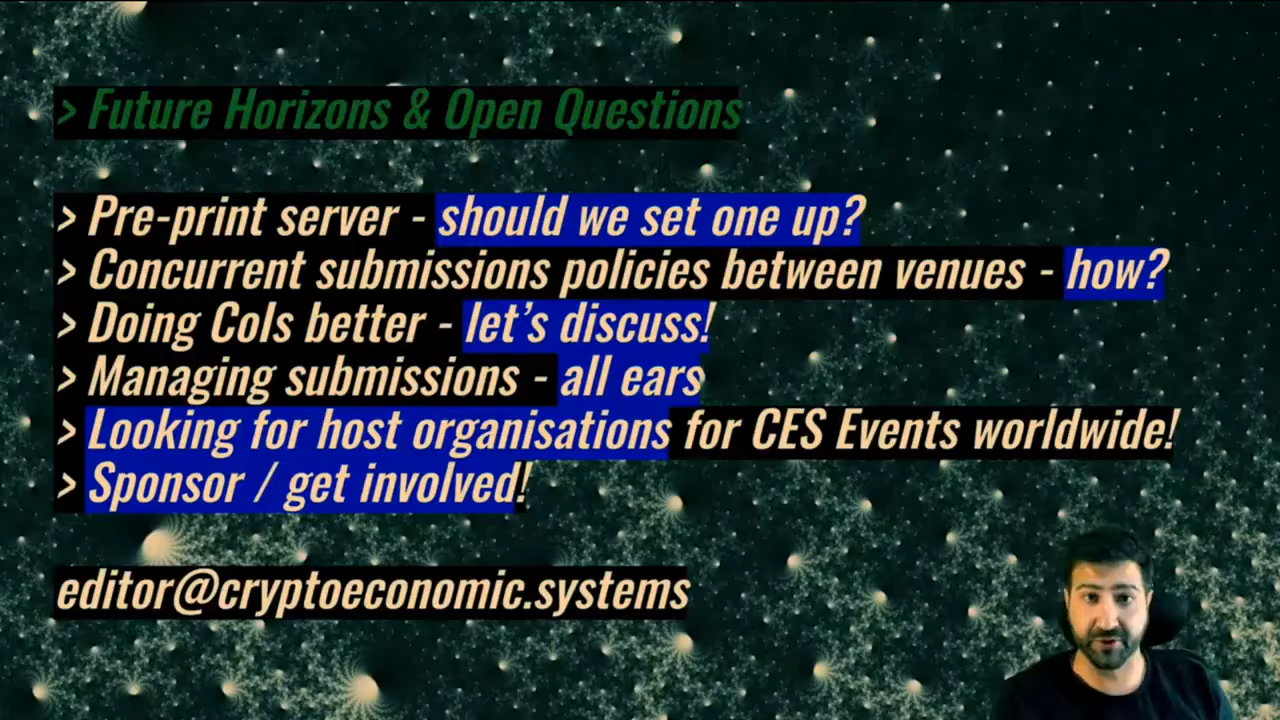 > Future Horizons & Open Questions
> Pre-print server - should we set one up?
> Concurrent submissions policies between venues - how?
> Doing CoIs better - let’s discuss!
> Managing submissions - all ears
> Looking for host organisations for CES Events worldwide!
> Sponsor / get involved!
editor@cryptoeconomic.systems